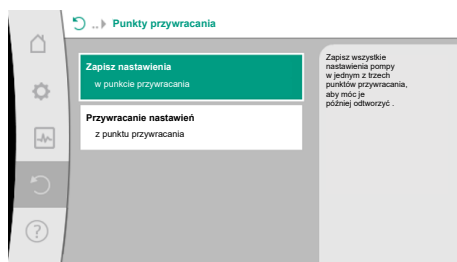 .. Punkty przywracania
Zapisz nastawienia
w punkcie przywracania
Przywracanie nastawień
z punktu przywracania
Zapisz wszystkie
nastawienia pompy
w jednym z trzech
punktów przywracania,
aby móc je
później odtworzyć .
?